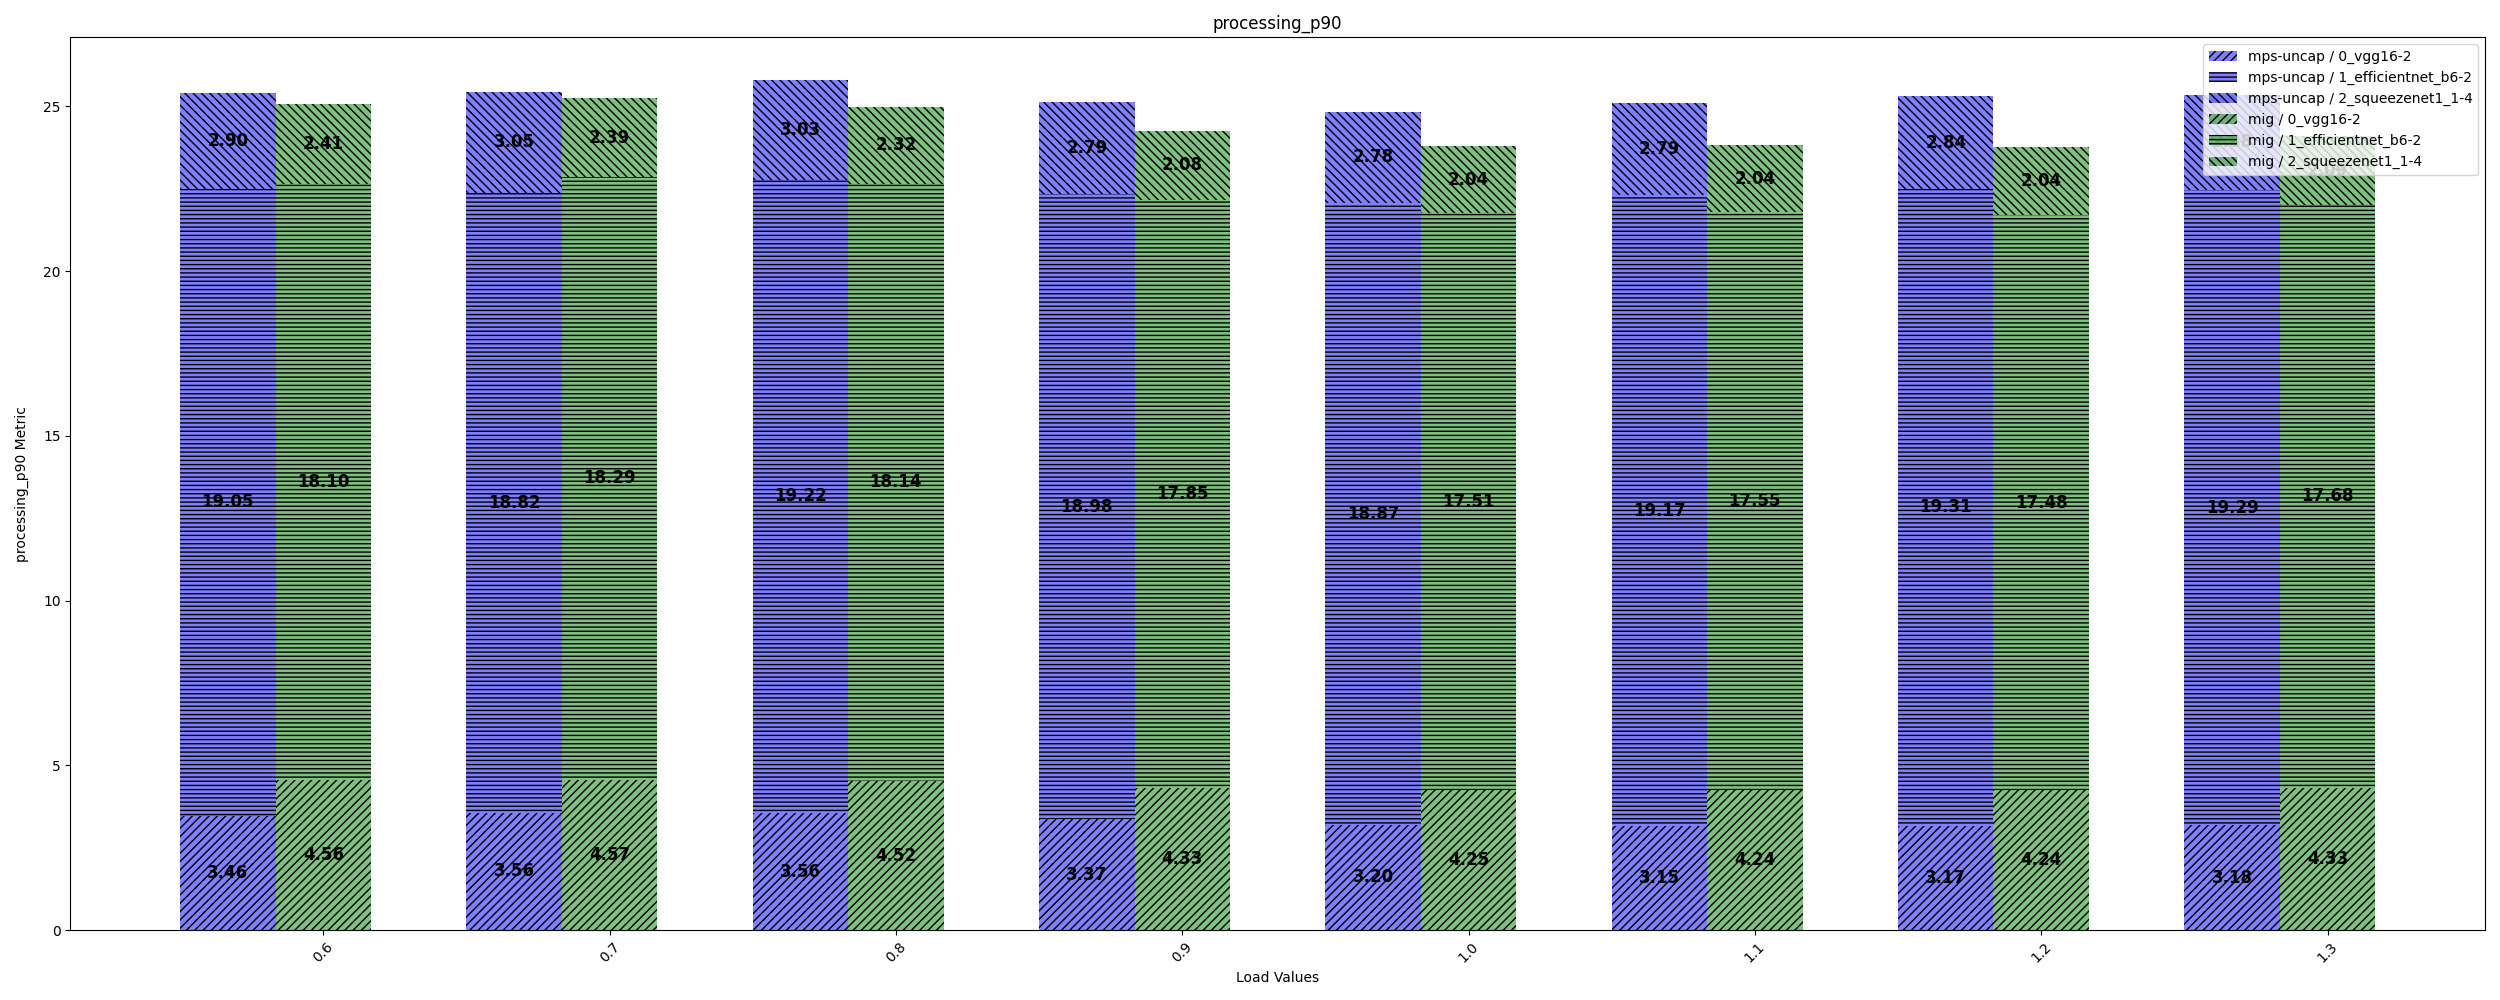 processing_p90
mps-uncap / 0_vgg16-2
mps-uncap / 1_efficientnet_b6-2
mps-uncap / 2_squeezenet1_1-4
mig / 0_vgg16-2
mig / 1_efficientnet_b6-2
mig / 2_squeezenet1_1-4
processing_p90 Metric
25
20
15
10
5
0
2.90 2.41 3.05 2.39 3.03 2.32 2.79 2.08 2.78 2.04 2.79 2.04 2.84 2.04
19.05 18.10 18.82 18.29 19.22 18.14 18.98 17.85 18.87 17.51 19.17 17.55 19.31 17.48 19.29 17.68
3.46 4.56 3.56 4.57 3.56 4.52 3.37 4.33 3.20 4.25 3.15 4.24 3.17 4.24 3.18 4.33
0.6 0.7 0.8 0.9 1.0 1.1 1.2 1.3
Load Values